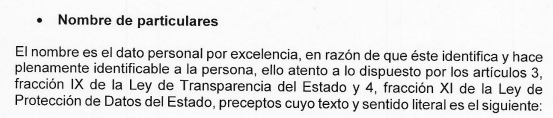 • Nombre de particulares
El nombre es el dato personal por excelencia, en razón de que éste identifica y hace
plenamente identificable a la persona, ello atento a lo dispuesto por los artículos 3,
fracción IX de la Ley de Transparencia del Estado y 4, fracción XI de la Ley de
Protección de Datos del Estado, preceptos cuyo texto y sentido literal es el siguiente: